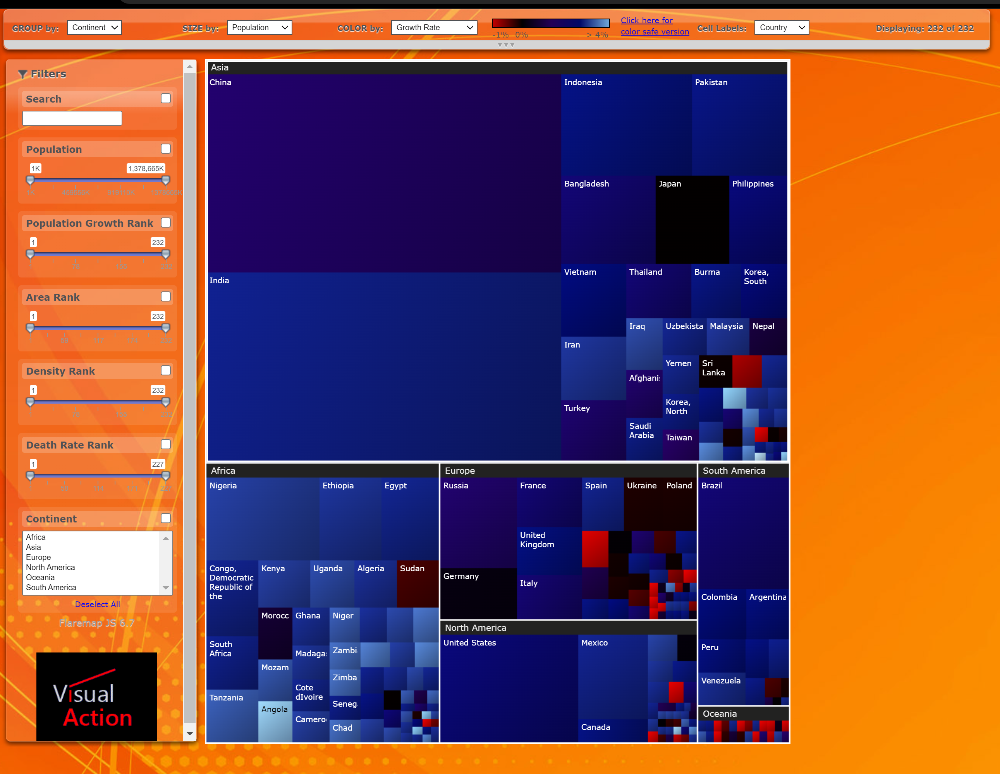 GROUP by: Continent SIZE by: Population COLOR by: Growth Rate
-1% 0% > 4%
Click here for
color safe version
Cell Labels: Country
Displaying: 232 of 232
▼▼▼
Filters
Search
Population
1K 1,378,665K
1K 459556K 919110K 1378665K
Population Growth Rank
1 232
1 78 155 232
Area Rank
1 232
1 59 117 174 232
Density Rank
1 232
1 78 155 232
Death Rate Rank
1 227
1 58 114 171 227
Continent
Africa
Asia
Europe
North America
Oceania
South America
Deselect All
Flaremap JS 6.7
Visual
Action
Asia
China
Indonesia
Pakistan
Bangladesh
Japan
Philippines
India
Vietnam
Thailand
Burma
Korea,
South
Iraq
Uzbekista
Malaysia
Nepal
Iran
Yemen
Sri
Lanka
Afghani
Turkey
Korea,
North
Saudi
Arabia
Taiwan
Africa
Nigeria
Ethiopia
Egypt
Congo,
Democratic
Republic of
the
Kenya
Uganda
Algeria
Sudan
Morocc
Ghana
Niger
South
Africa
Madaga
Zambi
Mozam
Zimba
Cote
dIvoire
Tanzania
Angola
Seneg
Camero
Chad
Europe
Russia
France
Spain
Ukraine
Poland
United
Kingdom
Germany
Italy
North America
United States
Mexico
Canada
South America
Brazil
Colombia
Argentina
Peru
Venezuela
Oceania